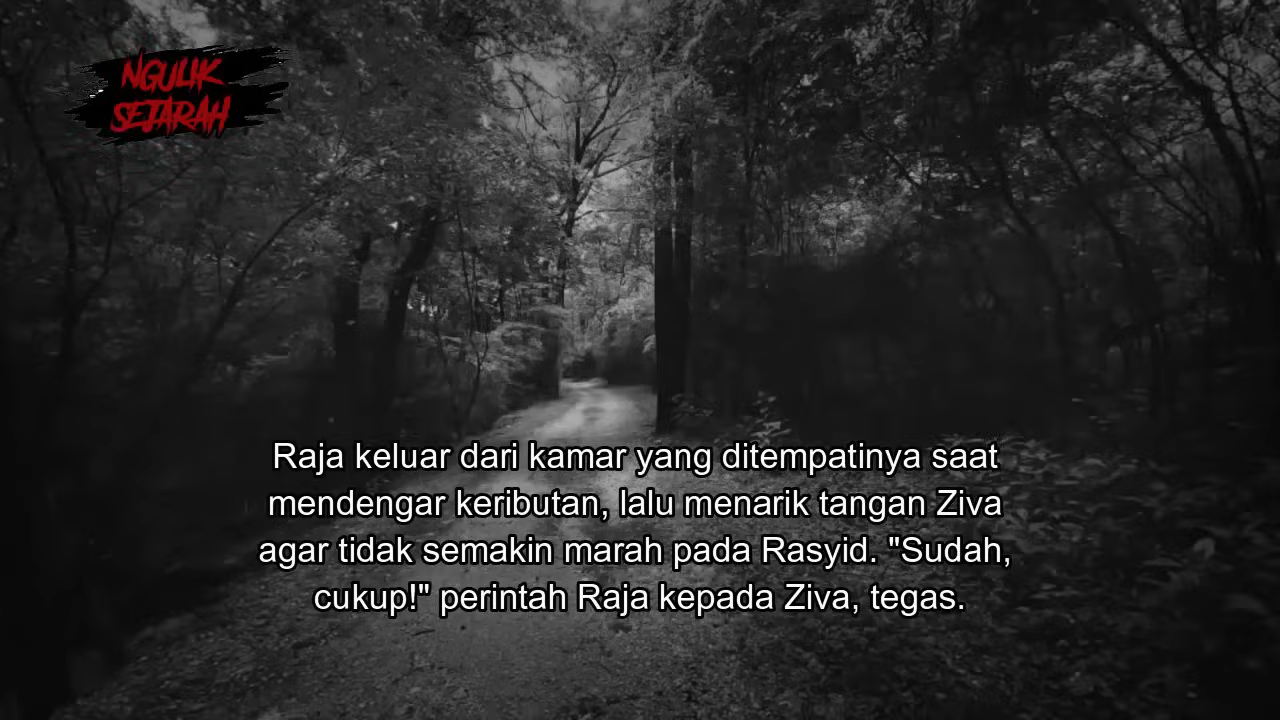 NGULIK
SEJARAH
Raja keluar dari kamar yang ditempatinya saat
mendengar keributan, lalu menarik tangan Ziva
agar tidak semakin marah pada Rasyid. "Sudah,
cukup!" perintah Raja kepada Ziva, tegas.